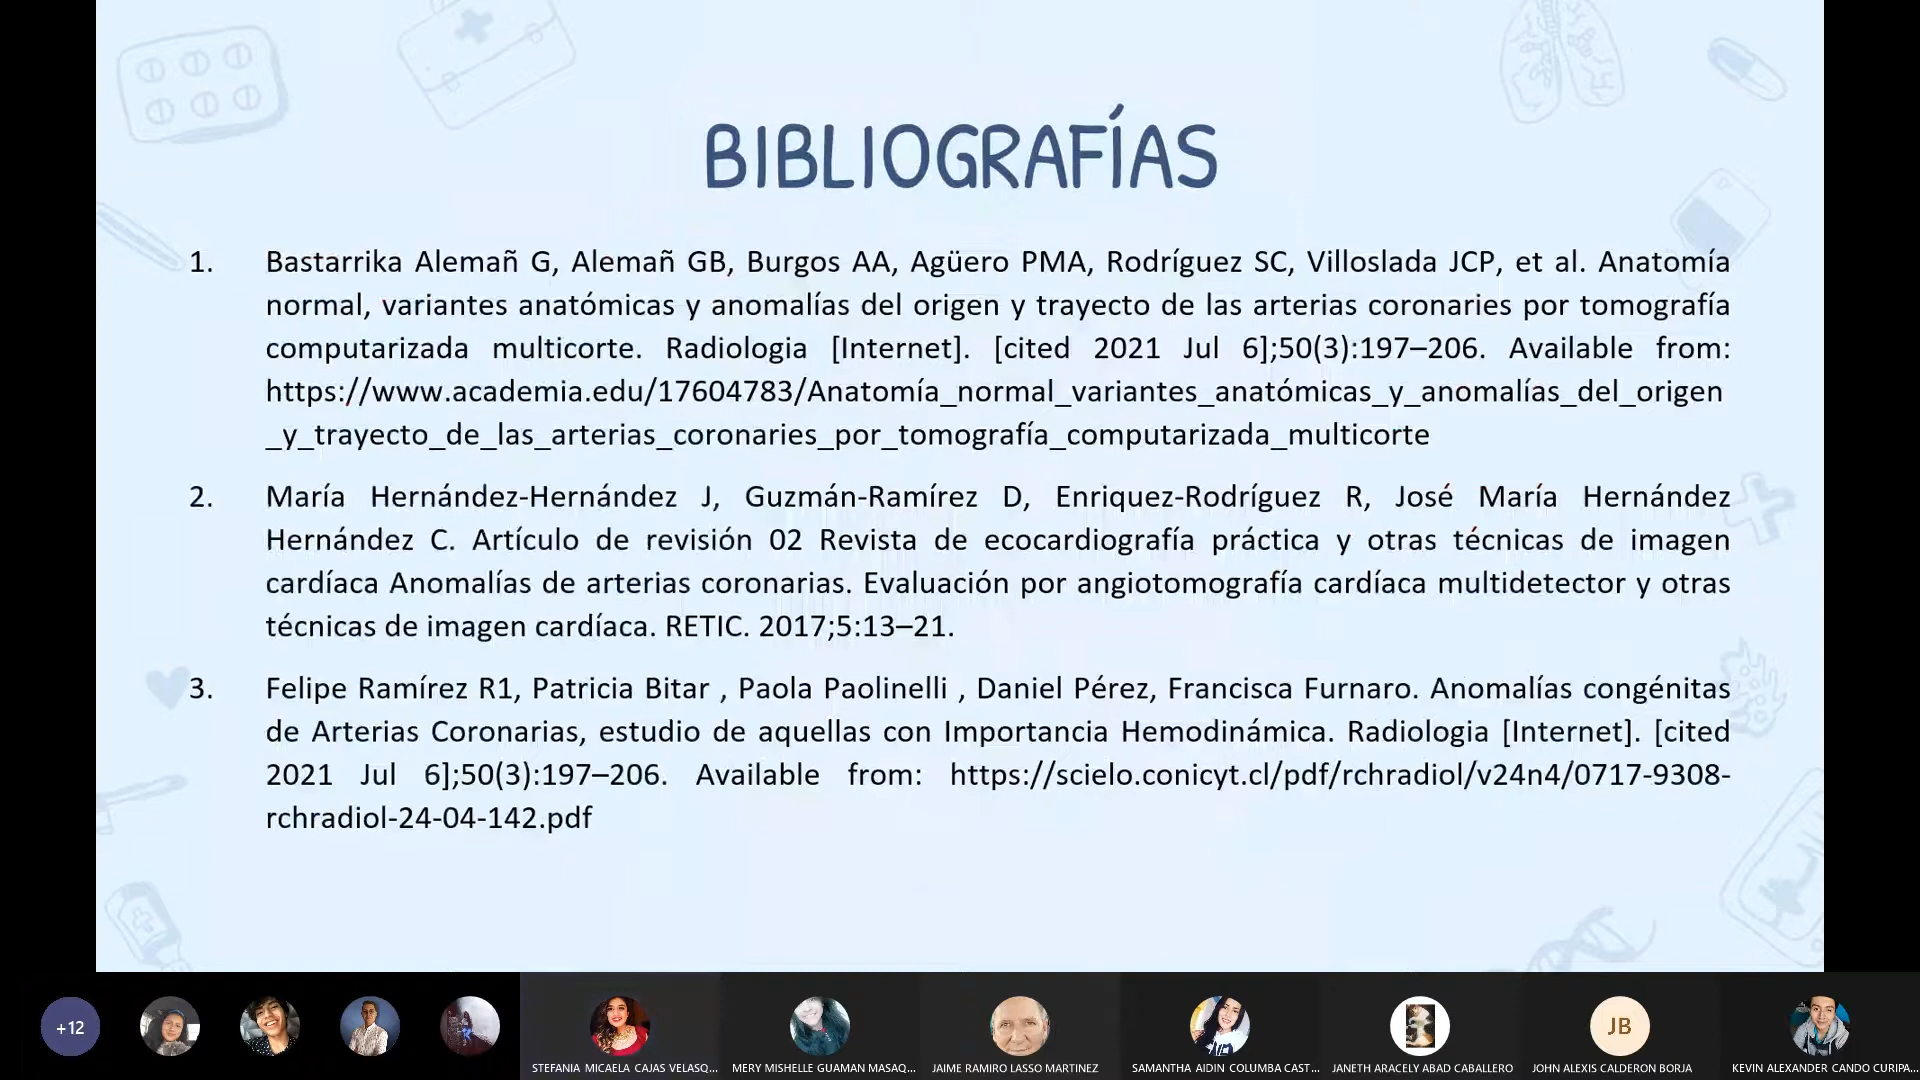 BIBLIOGRAFÍAS
1. Bastarrika Alemañ G, Alemañ GB, Burgos AA, Agüero PMA, Rodríguez SC, Villoslada JCP, et al. Anatomía
normal, variantes anatómicas y anomalías del origen y trayecto de las arterias coronaries por tomografía
computarizada multicorte. Radiologia [Internet]. [cited 2021 Jul 6];50(3):197–206. Available from:
https://www.academia.edu/17604783/Anatomía_normal_variantes_anatómicas_y_anomalías_del_origen
_y_trayecto_de_las_arterias_coronaries_por_tomografía_computarizada_multicorte
2. María Hernández-Hernández J, Guzmán-Ramírez D, Enriquez-Rodríguez R, José María Hernández
Hernández C. Artículo de revisión 02 Revista de ecocardiografía práctica y otras técnicas de imagen
cardíaca Anomalías de arterias coronarias. Evaluación por angiotomografía cardíaca multidetector y otras
técnicas de imagen cardíaca. RETIC. 2017;5:13–21.
3. Felipe Ramírez R1, Patricia Bitar , Paola Paolinelli , Daniel Pérez, Francisca Furnaro. Anomalías congénitas
de Arterias Coronarias, estudio de aquellas con Importancia Hemodinámica. Radiologia [Internet]. [cited
2021 Jul 6];50(3):197–206. Available from: https://scielo.conicyt.cl/pdf/rchradiol/v24n4/0717-9308-
rchradiol-24-04-142.pdf
+12
JB
STEFANIA MICAELA CAJAS VELASQ... MERY MISHELLE GUAMAN MASAQ... JAIME RAMIRO LASSO MARTINEZ SAMANTHA AIDIN COLUMBA CAST... JANETH ARACELY ABAD CABALLERO JOHN ALEXIS CALDERON BORJA KEVIN ALEXANDER CANDO CURIPA...